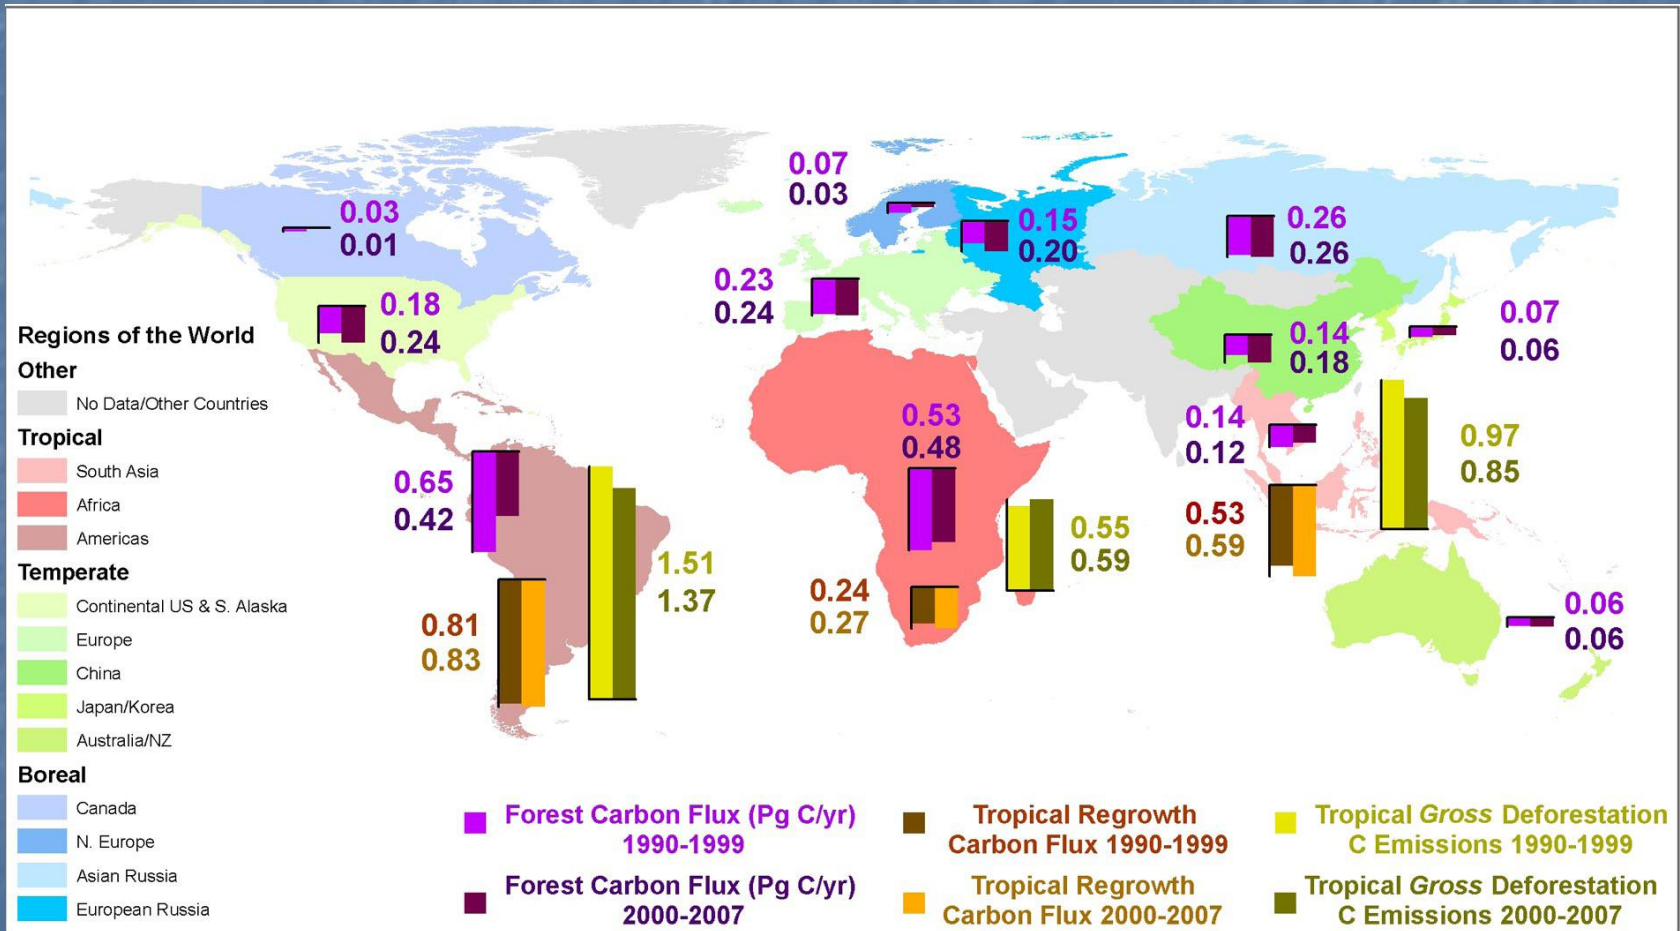 0.07
0.03
0.03
0.01
0.15
0.20
0.26
0.26
0.23
0.24
0.18
0.24
0.14
0.18
0.07
0.06
0.53
0.48
0.14
0.12
0.97
0.85
0.65
0.42
0.53
0.59
0.55
0.59
1.51
1.37
0.24
0.27
0.81
0.83
0.06
0.06
Regions of the World
Other
No Data/Other Countries
Tropical
South Asia
Africa
Americas
Temperate
Continental US & S. Alaska
Europe
China
Japan/Korea
Australia/NZ
Boreal
Canada
N. Europe
Asian Russia
European Russia
Forest Carbon Flux (Pg C/yr)
1990-1999
Forest Carbon Flux (Pg C/yr)
2000-2007
Tropical Regrowth
Carbon Flux 1990-1999
Tropical Regrowth
Carbon Flux 2000-2007
Tropical Gross Deforestation
C Emissions 1990-1999
Tropical Gross Deforestation
C Emissions 2000-2007